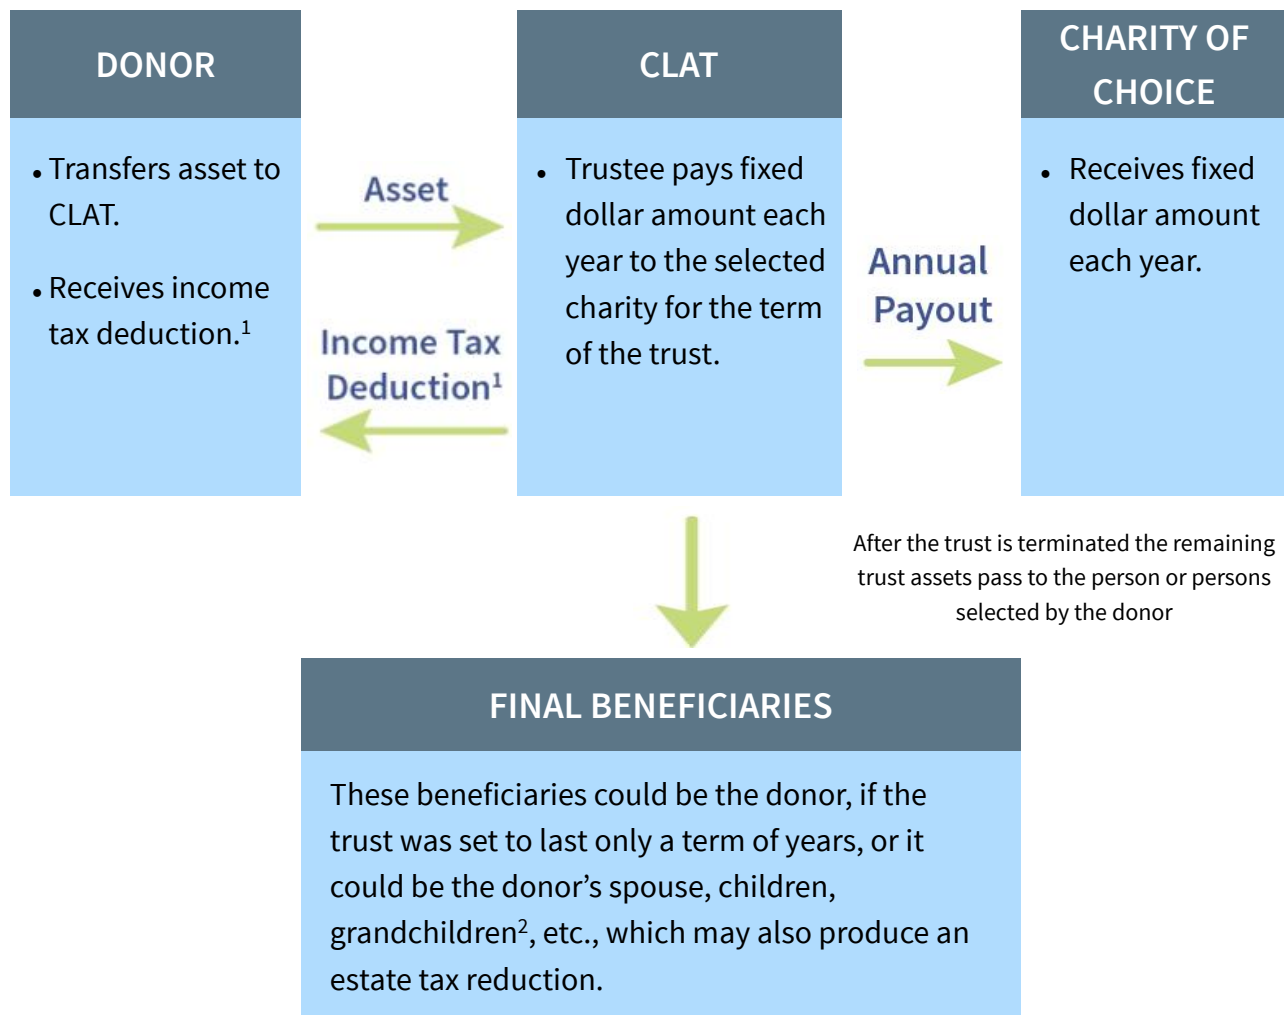 DONOR
• Transfers asset to
CLAT.
• Receives income
tax deduction.¹
Asset
Income Tax
Deduction¹
CLAT
• Trustee pays fixed
dollar amount each
year to the selected
charity for the term
of the trust.
Annual
Payout
CHARITY OF
CHOICE
• Receives fixed
dollar amount
each year.
After the trust is terminated the remaining
trust assets pass to the person or persons
selected by the donor
FINAL BENEFICIARIES
These beneficiaries could be the donor, if the
trust was set to last only a term of years, or it
could be the donor’s spouse, children,
grandchildren², etc., which may also produce an
estate tax reduction.